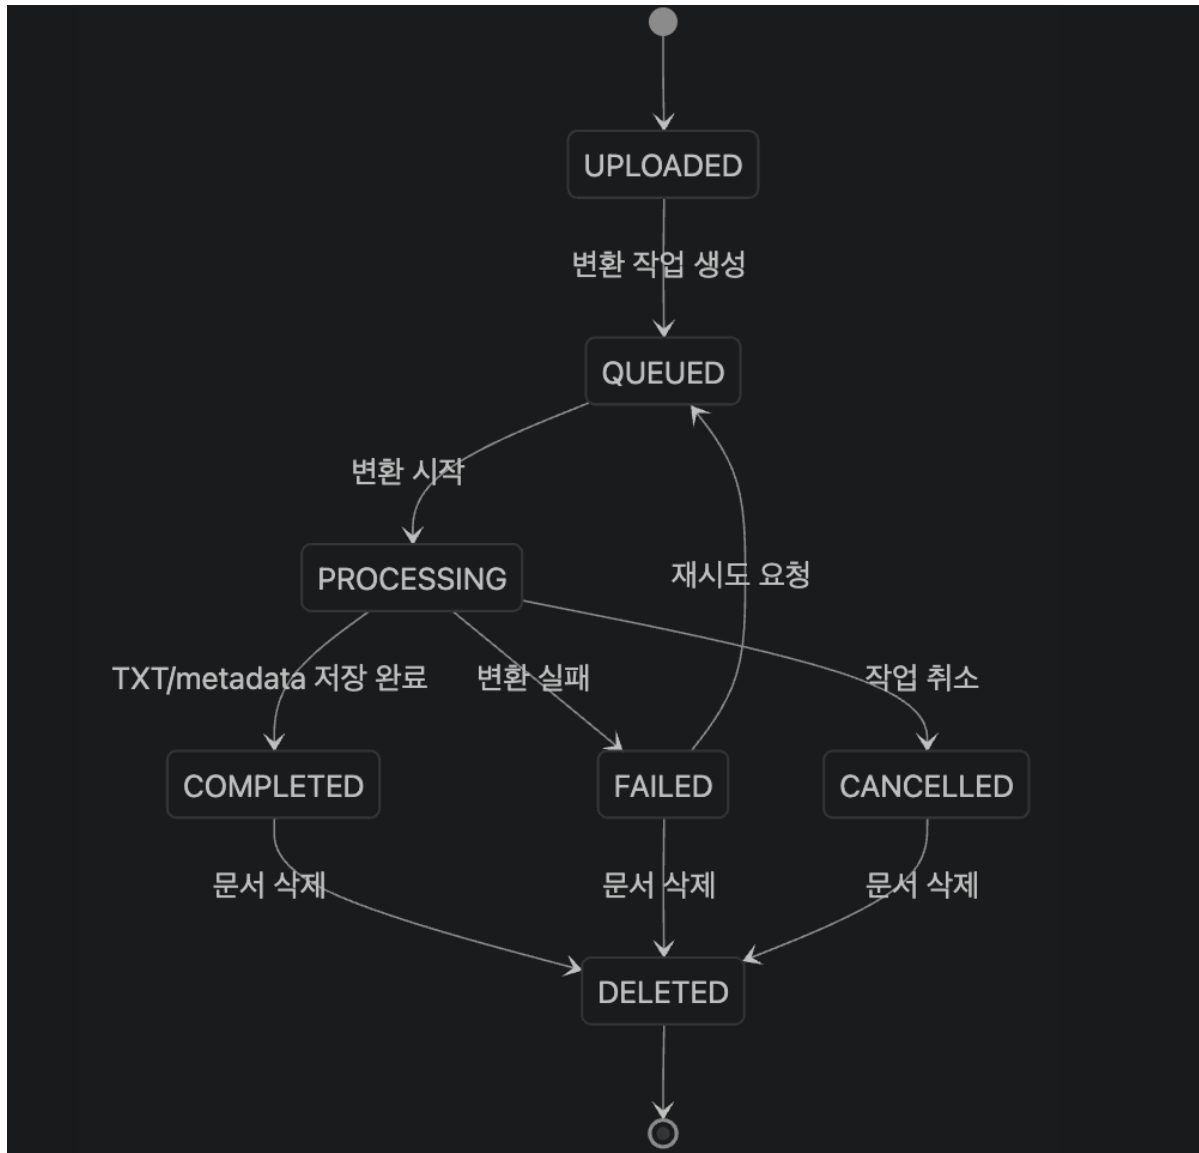 UPLOADED
변환 작업 생성
QUEUED
변환 시작
PROCESSING
재시도 요청
TXT/metadata 저장 완료
변환 실패
작업 취소
COMPLETED
FAILED
CANCELLED
문서 삭제
문서 삭제
문서 삭제
DELETED